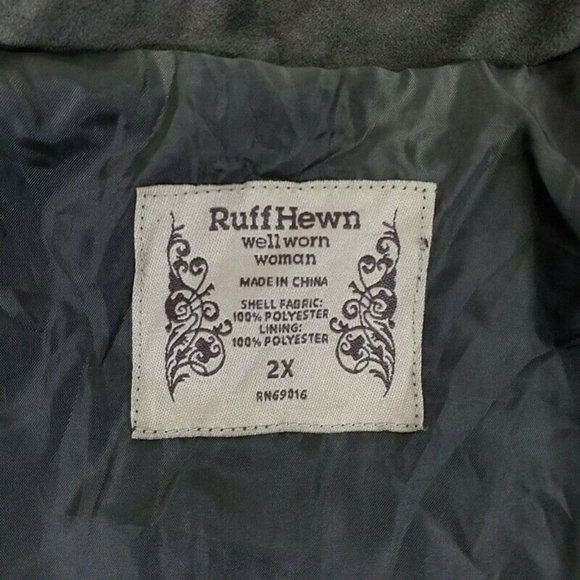 Ruff Hewn
well worn
woman
MADE IN CHINA
SHELL FABRIC:
100% POLYESTER
LINING:
100% POLYESTER
2X
RN69016